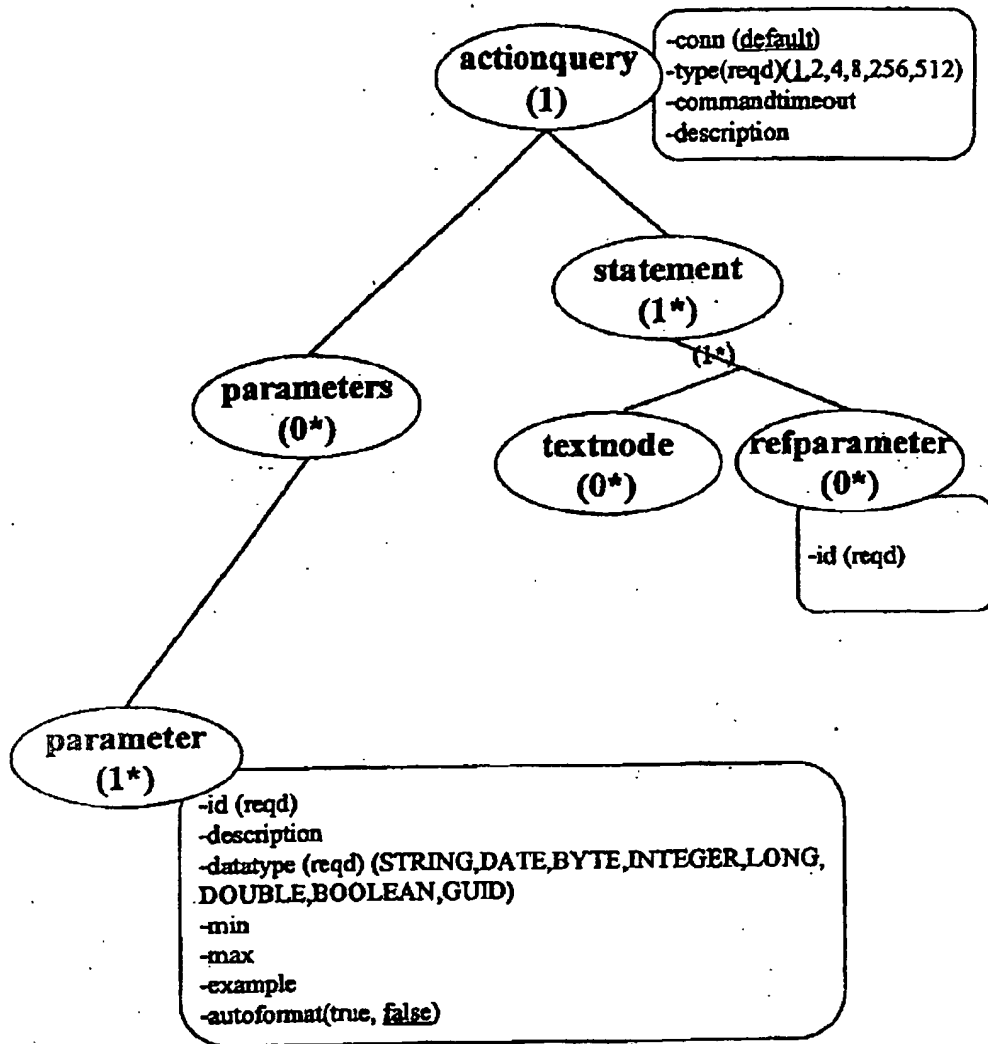 actionquery
(1)
-conn (default)
-type(reqd)(1,2,4,8,256,512)
-commandtimeout
-description
statement
(1*)
(1*)
parameters
(0*)
textnode
(0*)
refparameter
(0*)
-id (reqd)
parameter
(1*)
-id (reqd)
-description
-datatype (reqd) (STRING,DATE,BYTE,INTEGER,LONG,
DOUBLE,BOOLEAN,GUID)
-min
-max
-example
-autoformat(true, false)